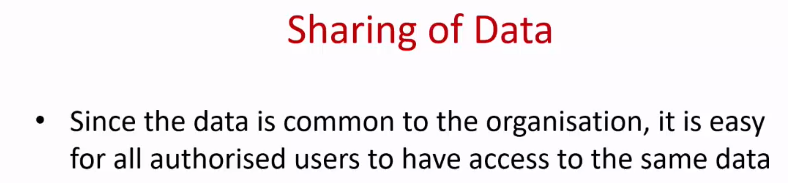 Sharing of Data
• Since the data is common to the organisation, it is easy
for all authorised users to have access to the same data